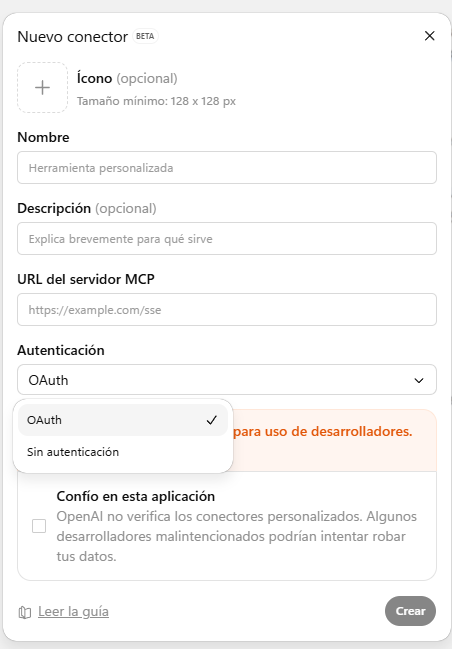 Nuevo conector BETA
Ícono (opcional)
Tamaño mínimo: 128 x 128 px
Nombre
Herramienta personalizada
Descripción (opcional)
Explica brevemente para qué sirve
URL del servidor MCP
https://example.com/sse
Autenticación
OAuth
OAuth
Sin autenticación
para uso de desarrolladores.
Confío en esta aplicación
OpenAI no verifica los conectores personalizados. Algunos
desarrolladores malintencionados podrían intentar robar
tus datos.
Leer la guía
Crear